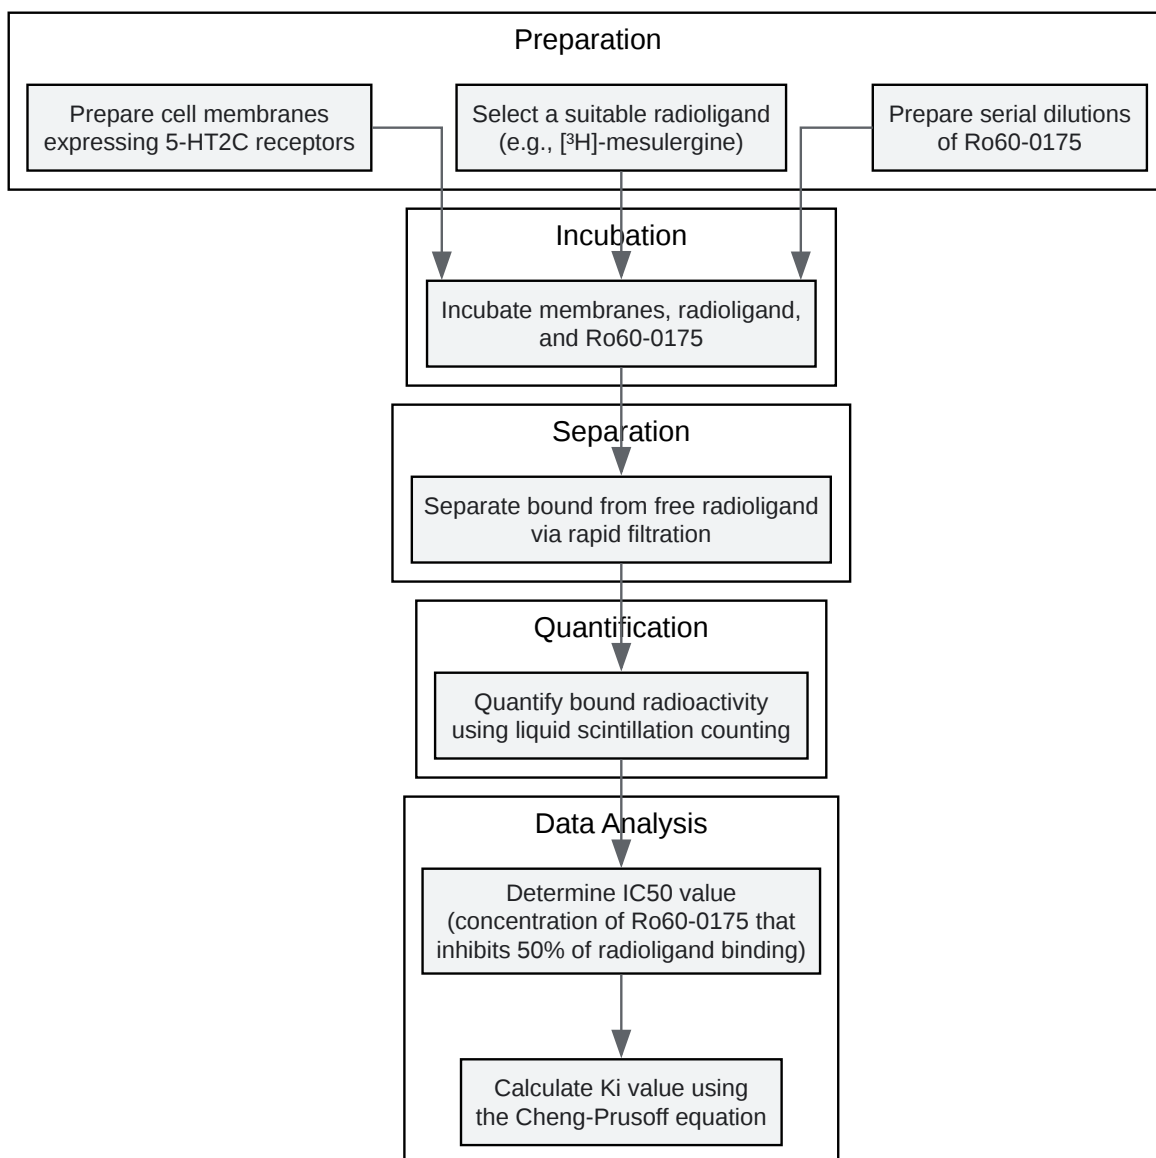 Preparation
Prepare cell membranes
expressing 5-HT2C receptors
Select a suitable radioligand
(e.g., [³H]-mesulergine)
Prepare serial dilutions
of Ro60-0175
Incubation
Incubate membranes, radioligand,
and Ro60-0175
Separation
Separate bound from free radioligand
via rapid filtration
Quantification
Quantify bound radioactivity
using liquid scintillation counting
Data Analysis
Determine IC50 value
(concentration of Ro60-0175 that
inhibits 50% of radioligand binding)
Calculate Ki value using
the Cheng-Prusoff equation